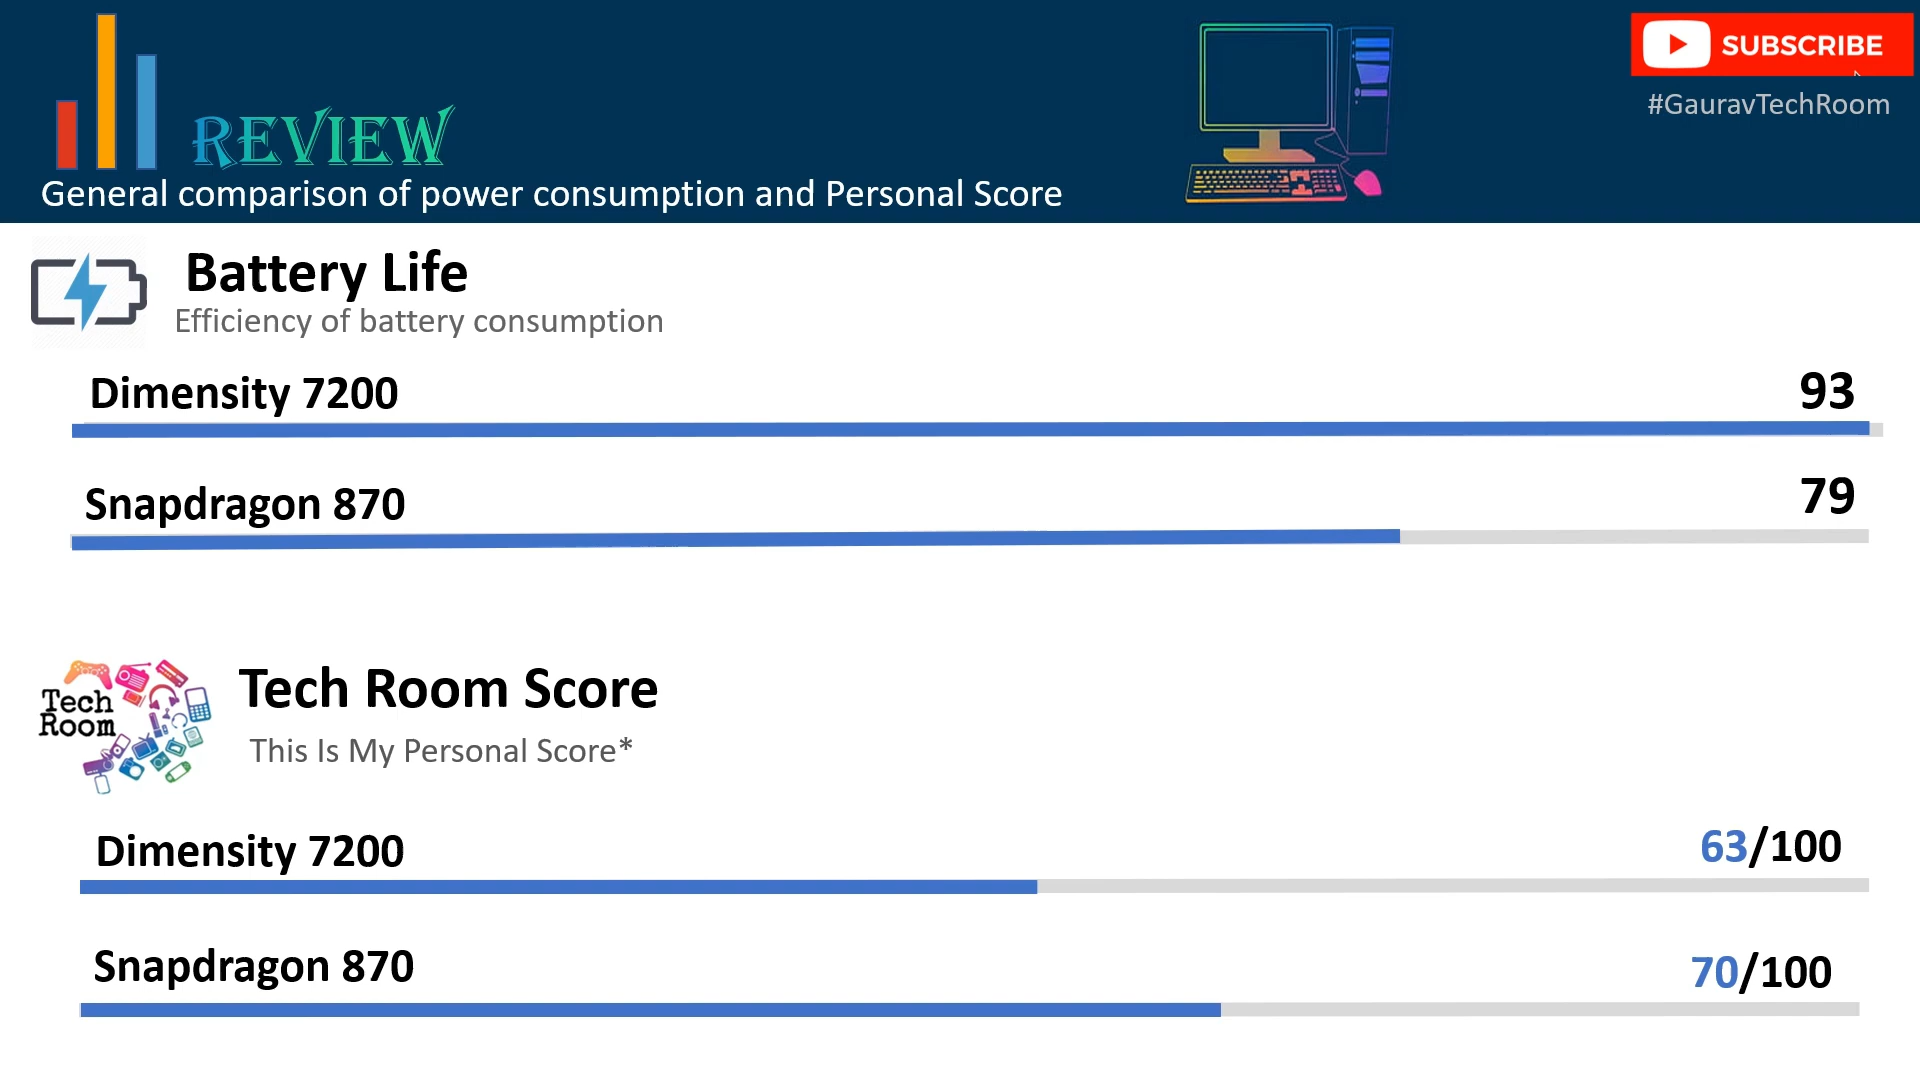 REVIEW
General comparison of power consumption and Personal Score
SUBSCRIBE
#GauravTechRoom
Battery Life
Efficiency of battery consumption
Dimensity 7200 93
Snapdragon 870 79
Tech
Room
Tech Room Score
This Is My Personal Score*
Dimensity 7200 63/100
Snapdragon 870 70/100